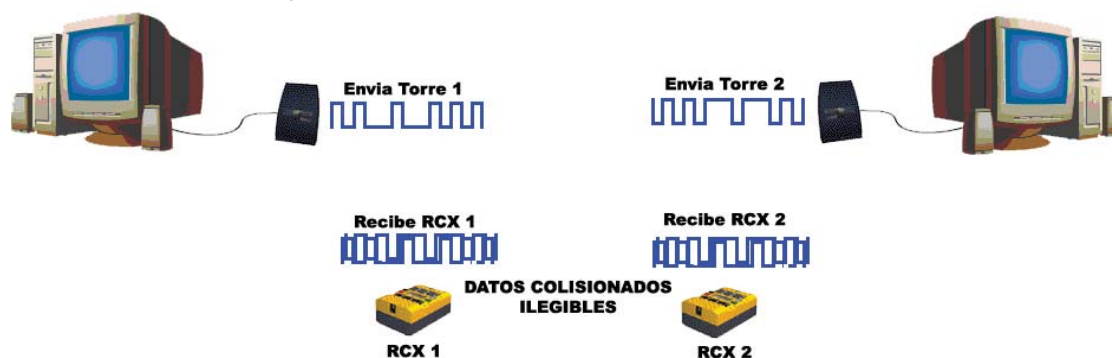 Envia Torre 1
Envia Torre 2
Recibe RCX 1
Recibe RCX 2
DATOS COLISIONADOS
ILEGIBLES
RCX 1
RCX 2